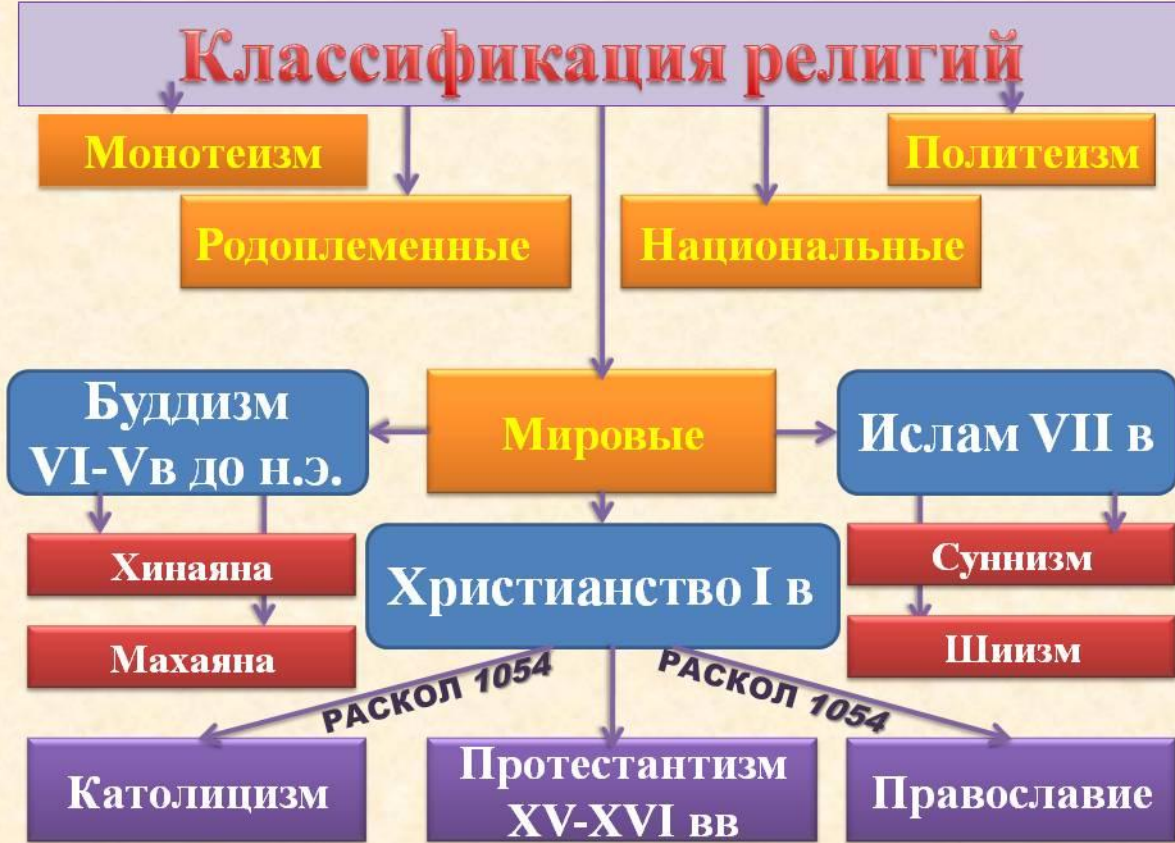 Классификация религий
Монотеизм
Политеизм
Родоплеменные
Национальные
Буддизм
VI-Vв до н.э.
Мировые
Ислам VII в
Хинаяна
Махаяна
Христианство I в
Суннизм
Шиизм
РАСКОЛ 1054
РАСКОЛ 1054
Католицизм
Протестантизм
XV-XVI вв
Православие